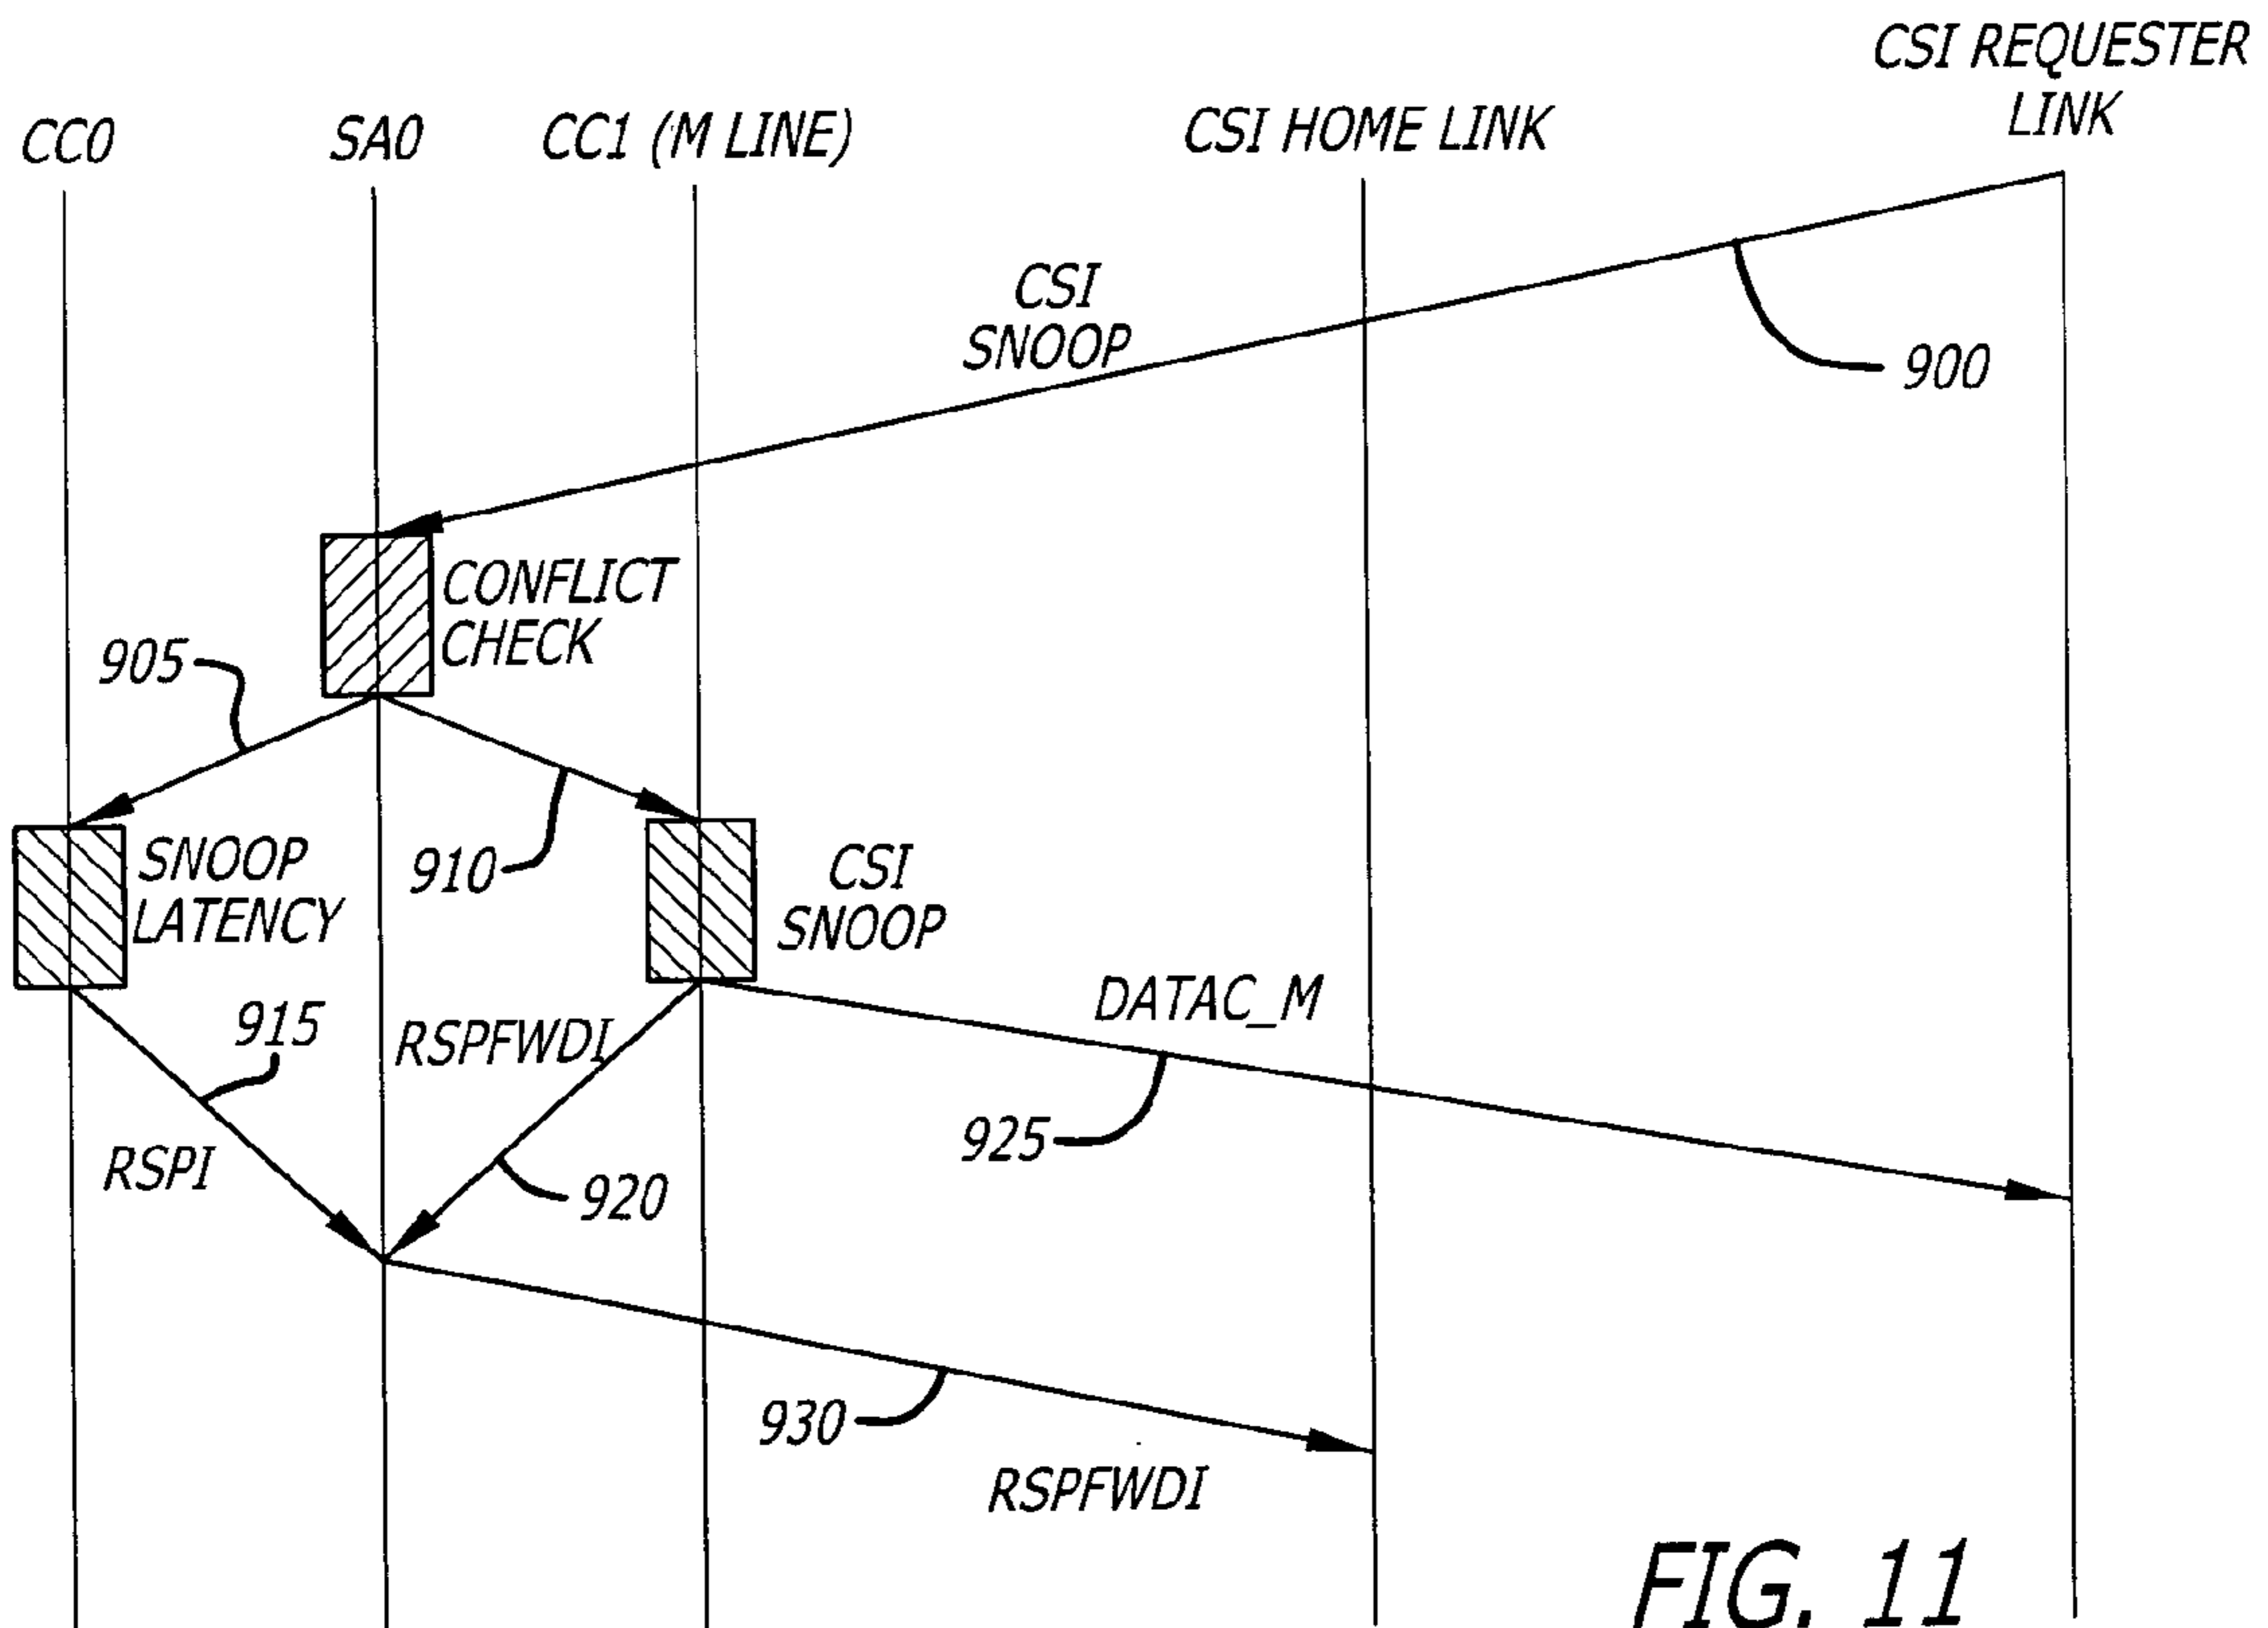 CSI REQUESTER
LINK
CC0
SA0
CC1 (M LINE)
CSI HOME LINK
CSI
SNOOP
900
CONFLICT
CHECK
905
910
SNOOP
LATENCY
CSI
SNOOP
915
RSPFWDI
DATAC_M
925
RSPI
920
930
RSPFWDI
FIG. 11